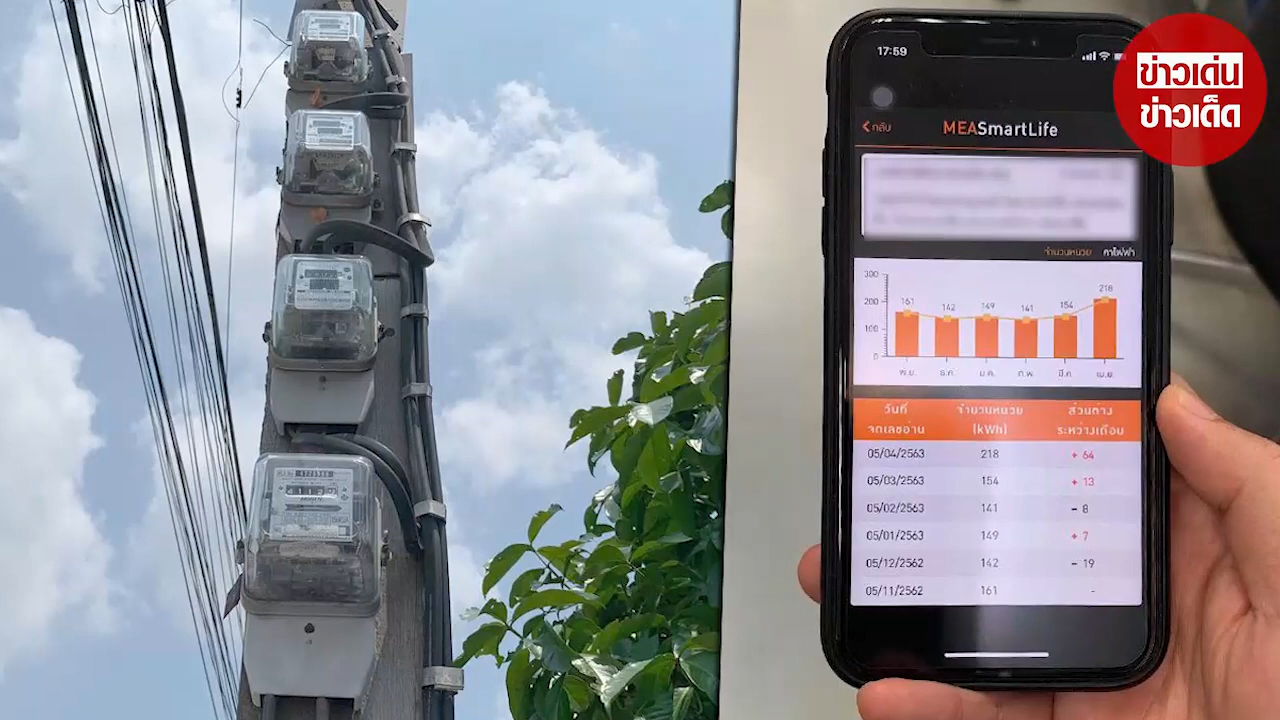 17:59
ข่าวเด่น
ข่าวเด็ด
กลับ
MEASmartLife
จำนวนหน่วย ค่าไฟฟ้า
300
200
100
0
161 142 149 141 154 218
พ.ย. ธ.ค. ม.ค. ก.พ. มี.ค. เม.ย.
วันที่ จำนวนหน่วย ส่วนต่าง
จดเลขอ่าน (kWh) ระหว่างเดือน
05/04/2563 218 + 64
05/03/2563 154 + 13
05/02/2563 141 - 8
05/01/2563 149 + 7
05/12/2562 142 - 19
05/11/2562 161 -